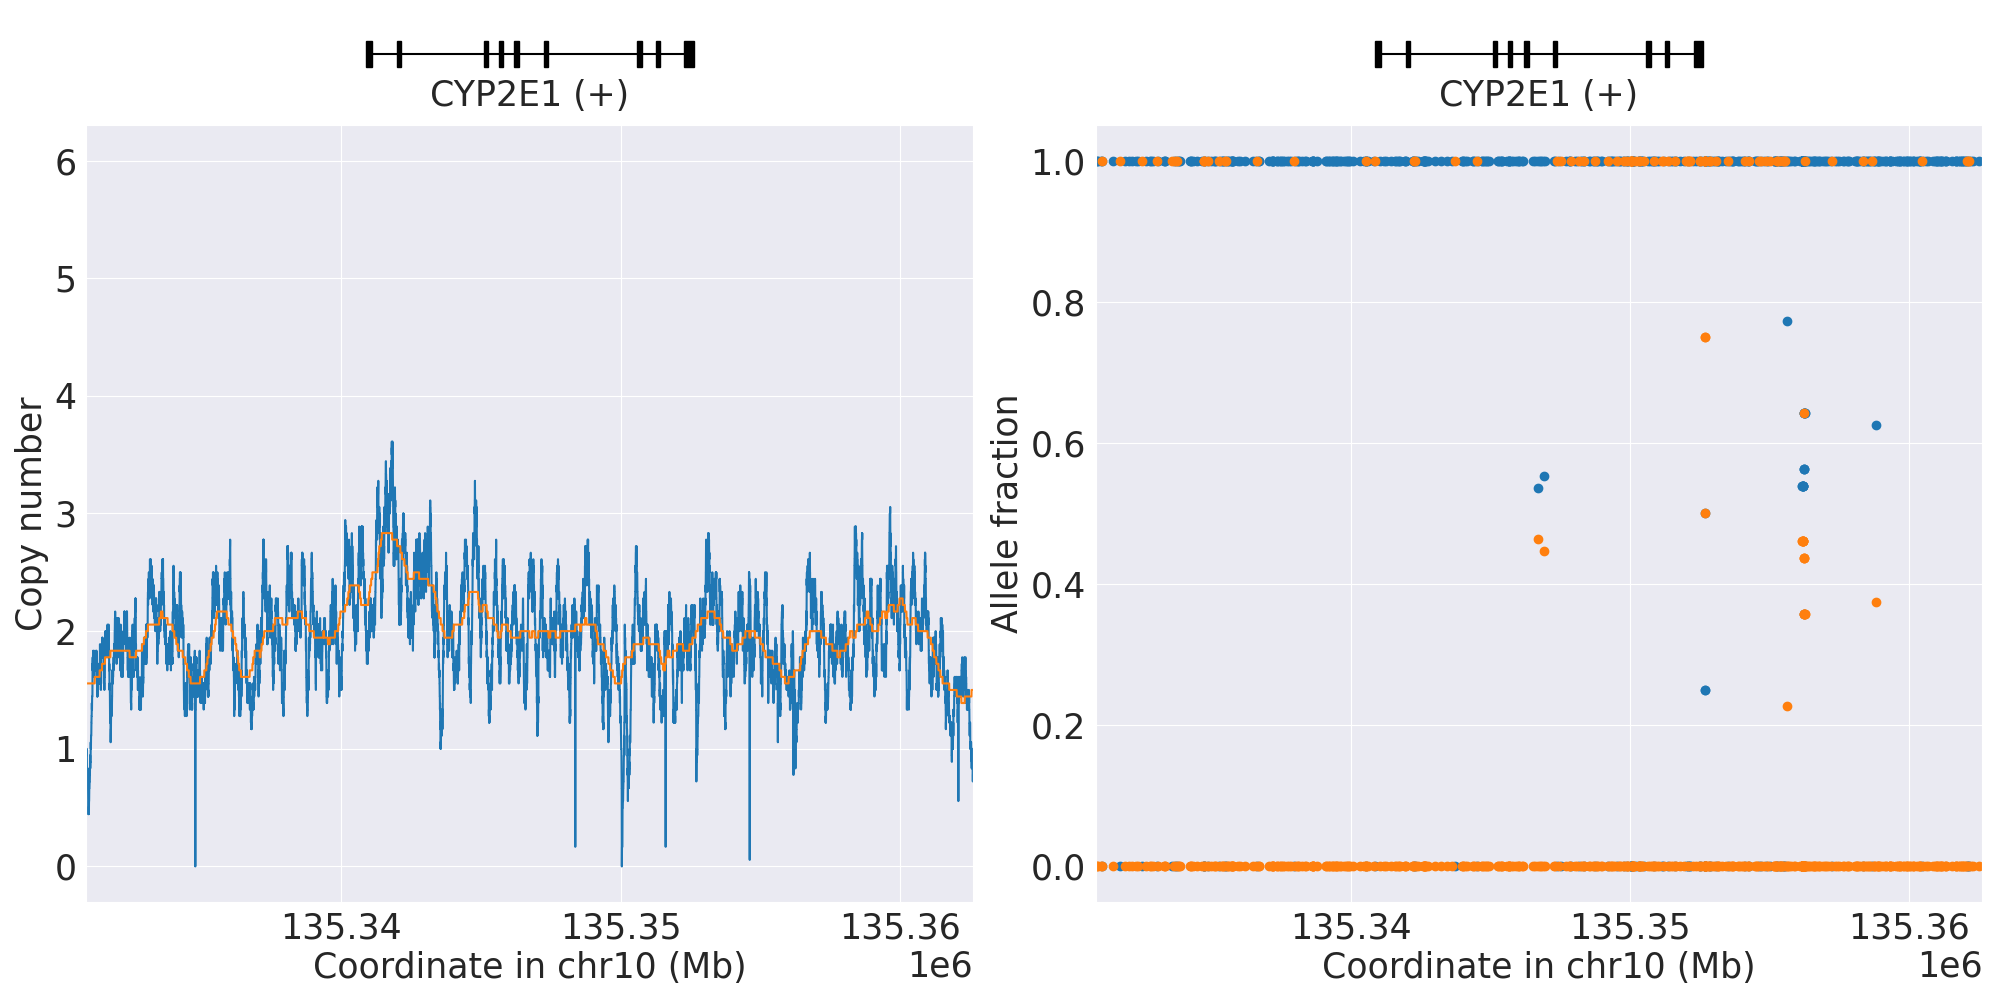 CYP2E1 (+)
6
5
4
3
2
1
0
Copy number
135.34
135.35
135.36
Coordinate in chr10 (Mb)
1e6
CYP2E1 (+)
1.0
0.8
0.6
0.4
0.2
0.0
Allele fraction
135.34
135.35
135.36
Coordinate in chr10 (Mb)
1e6